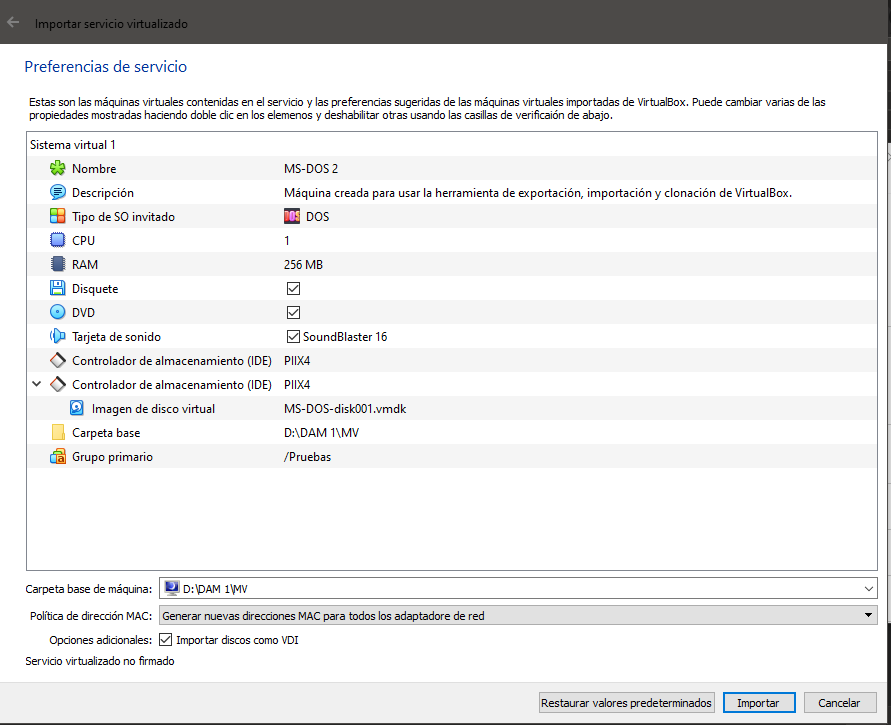 Importar servicio virtualizado
Preferencias de servicio
Estas son las máquinas virtuales contenidas en el servicio y las preferencias sugeridas de las máquinas virtuales importadas de VirtualBox. Puede cambiar varias de las
propiedades mostradas haciendo doble clic en los elemenos y deshabilitar otras usando las casillas de verificación de abajo.
Sistema virtual 1
Nombre MS-DOS 2
Descripción Máquina creada para usar la herramienta de exportación, importación y clonación de VirtualBox.
Tipo de SO invitado DOS DOS
CPU 1
RAM 256 MB
Disquete
DVD
Tarjeta de sonido SoundBlaster 16
Controlador de almacenamiento (IDE) PIIX4
Controlador de almacenamiento (IDE) PIIX4
Imagen de disco virtual MS-DOS-disk001.vmdk
Carpeta base D:\DAM 1\MV
Grupo primario /Pruebas
Carpeta base de máquina: D:\DAM 1\MV
Política de dirección MAC: Generar nuevas direcciones MAC para todos los adaptadore de red
Opciones adicionales: Importar discos como VDI
Servicio virtualizado no firmado
Restaurar valores predeterminados Importar Cancelar